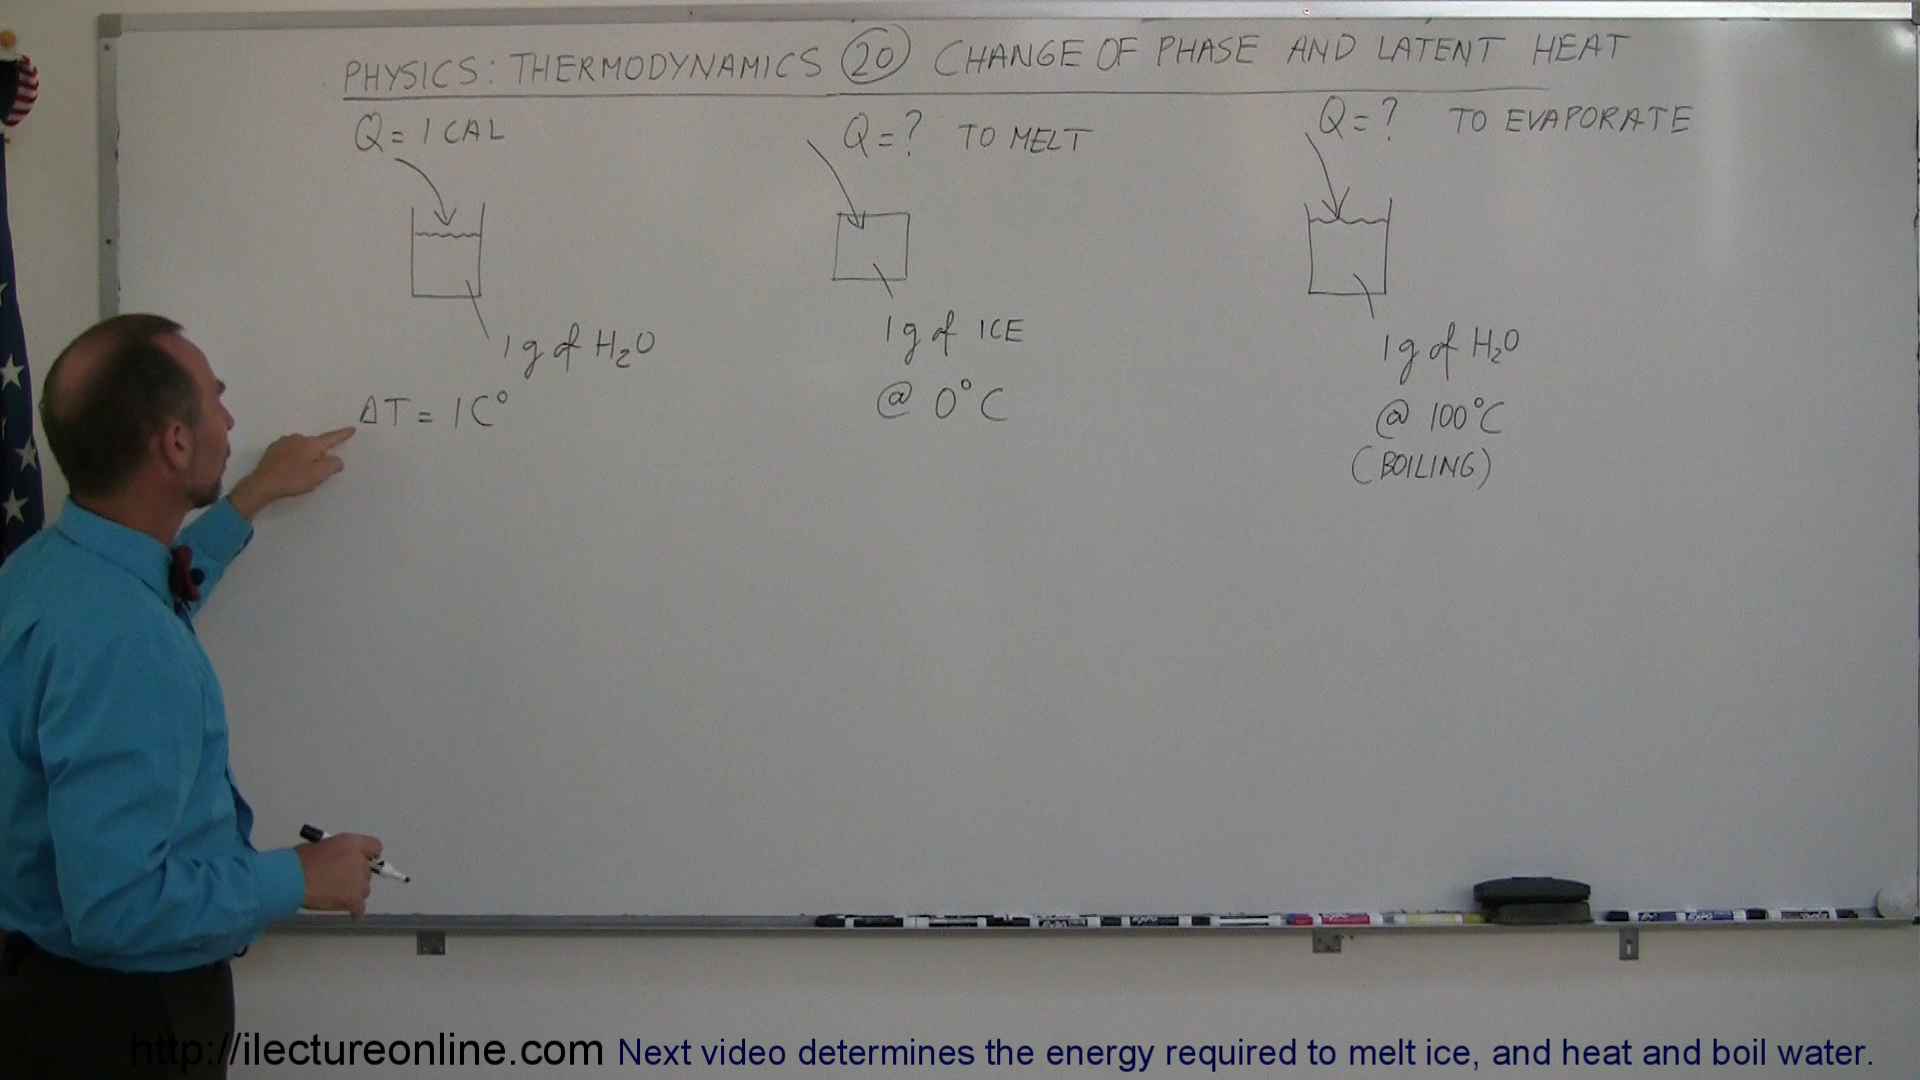 PHYSICS: THERMODYNAMICS 20 CHANGE OF PHASE AND LATENT HEAT
Q = 1 CAL
1 g of H₂O
ΔT = 1 C°
Q = ? TO MELT
1 g of ICE
@ 0°C
Q = ? TO EVAPORATE
1 g of H₂O
@ 100°C
(BOILING)
http://ilectureonline.com Next video determines the energy required to melt ice, and heat and boil water.